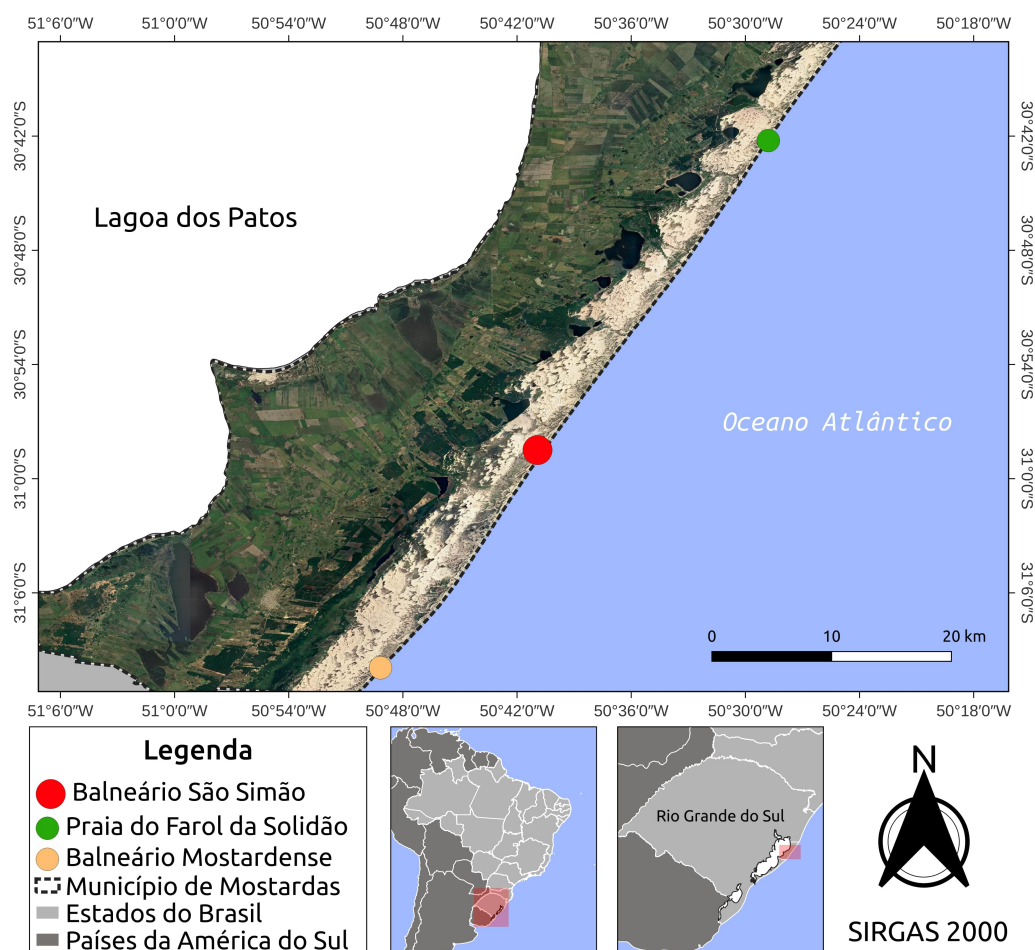 51°6′0″W 51°0′0″W 50°54′0″W 50°48′0″W 50°42′0″W 50°36′0″W 50°30′0″W 50°24′0″W 50°18′0″W
30°42′0″S 30°42′0″S
Lagoa dos Patos
30°48′0″S 30°48′0″S
30°54′0″S 30°54′0″S
Oceano Atlântico
31°0′0″S 31°0′0″S
31°6′0″S 31°6′0″S
0 10 20 km
51°6′0″W 51°0′0″W 50°54′0″W 50°48′0″W 50°42′0″W 50°36′0″W 50°30′0″W 50°24′0″W 50°18′0″W
Legenda
Balneário São Simão
Praia do Farol da Solidão
Balneário Mostardense
Município de Mostardas
Estados do Brasil
Países da América do Sul
Rio Grande do Sul
N
SIRGAS 2000